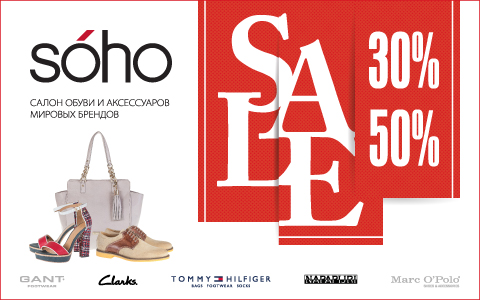 sóho
САЛОН ОБУВИ И АКСЕССУАРОВ
МИРОВЫХ БРЕНДОВ
SALE
30%
50%
GANT
FOOTWEAR
Clarks.
TOMMY HILFIGER
BAGS FOOTWEAR SOCKS
NAPAPIJRI
Marc O'Polo